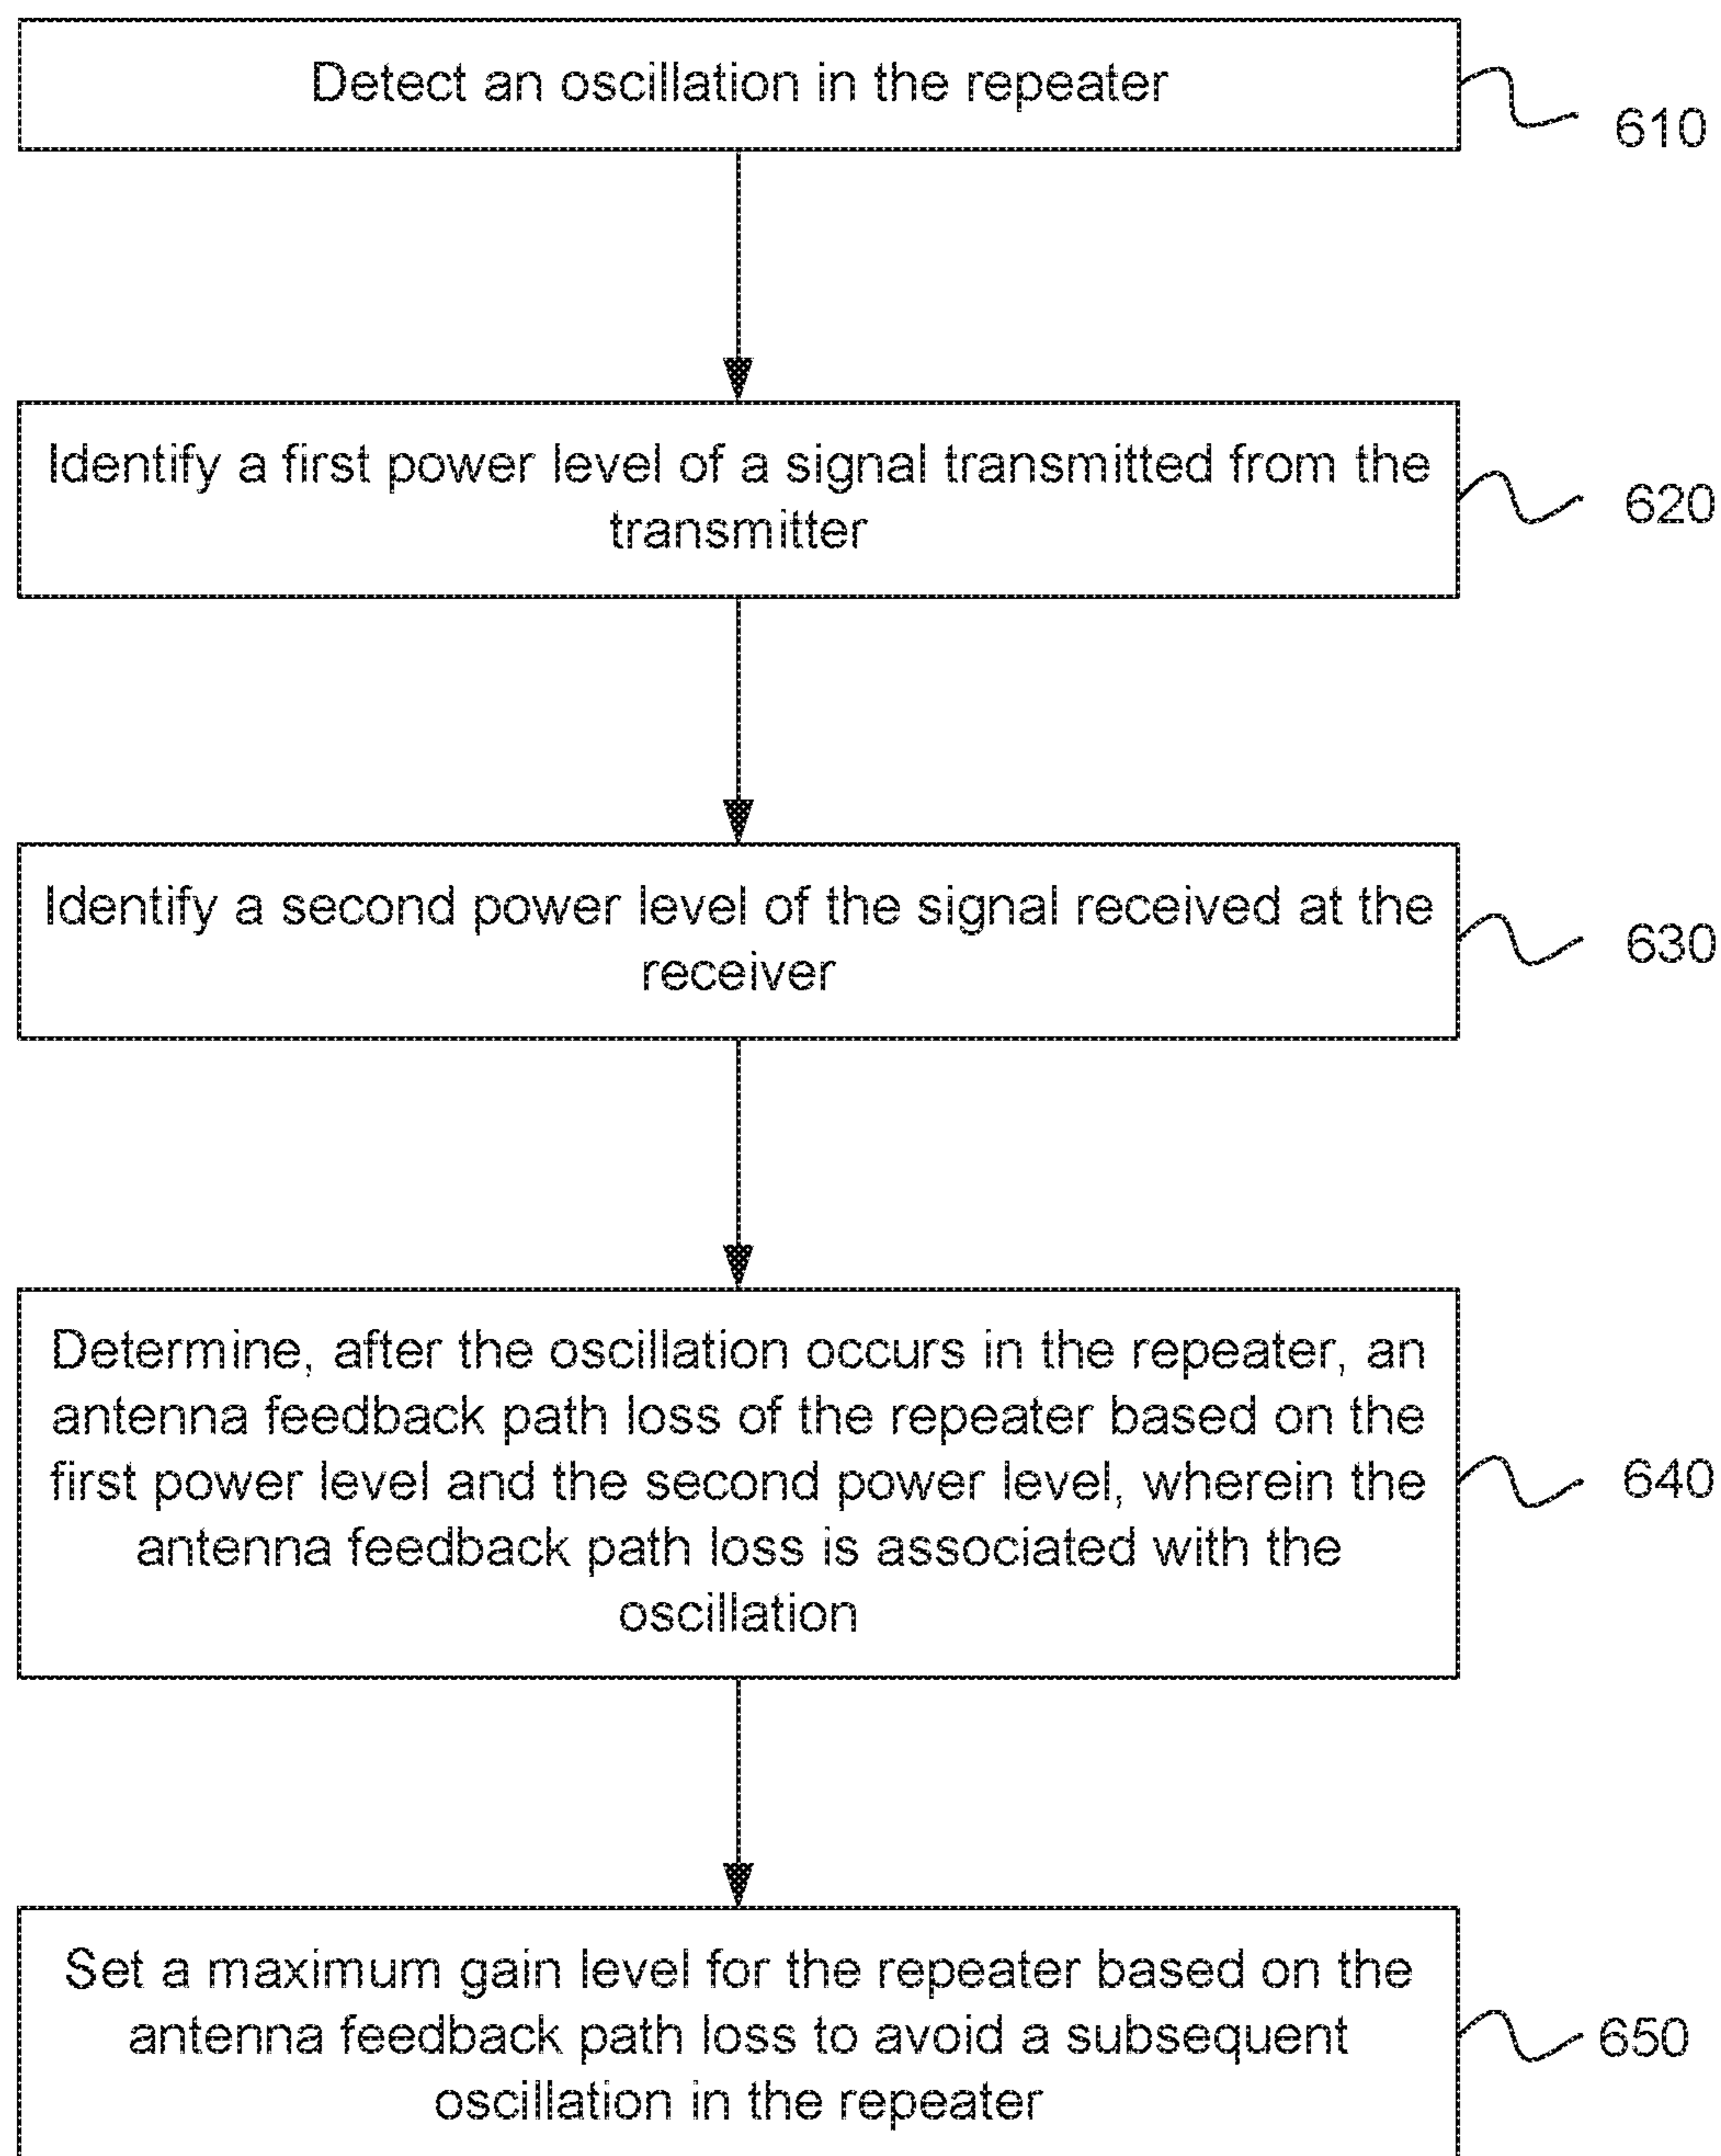 Detect an oscillation in the repeater
610
Identify a first power level of a signal transmitted from the
transmitter
620
Identify a second power level of the signal received at the
receiver
630
Determine, after the oscillation occurs in the repeater, an
antenna feedback path loss of the repeater based on the
first power level and the second power level, wherein the
antenna feedback path loss is associated with the
oscillation
640
Set a maximum gain level for the repeater based on the
antenna feedback path loss to avoid a subsequent
oscillation in the repeater
650